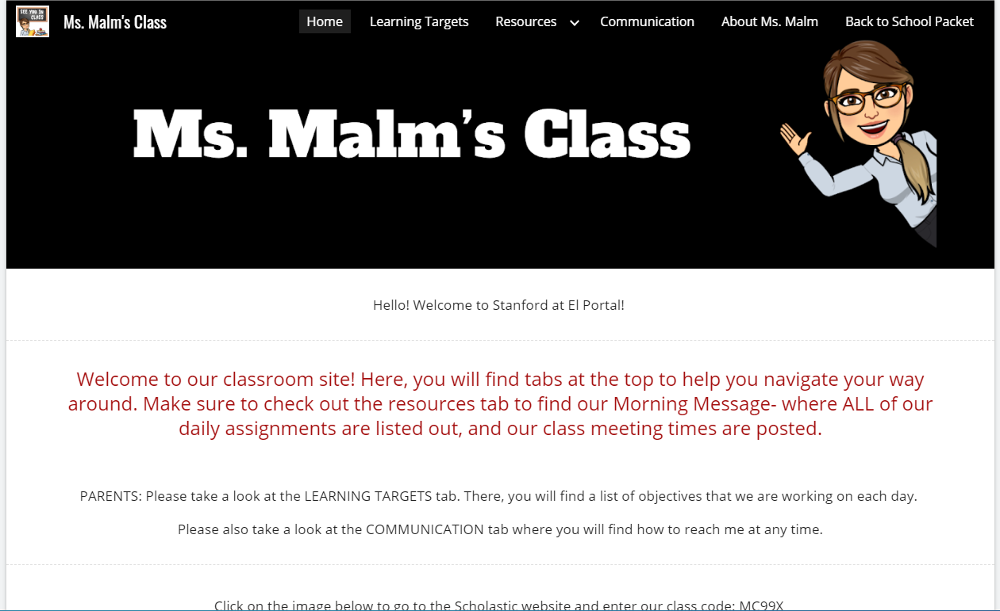 SEE YOU IN
CLASS
Ms. Malm's Class
Home Learning Targets Resources Communication About Ms. Malm Back to School Packet
Ms. Malm's Class
Hello! Welcome to Stanford at El Portal!
Welcome to our classroom site! Here, you will find tabs at the top to help you navigate your way
around. Make sure to check out the resources tab to find our Morning Message- where ALL of our
daily assignments are listed out, and our class meeting times are posted.
PARENTS: Please take a look at the LEARNING TARGETS tab. There, you will find a list of objectives that we are working on each day.
Please also take a look at the COMMUNICATION tab where you will find how to reach me at any time.
Click on the image below to go to the Scholastic website and enter our class code: MC99X